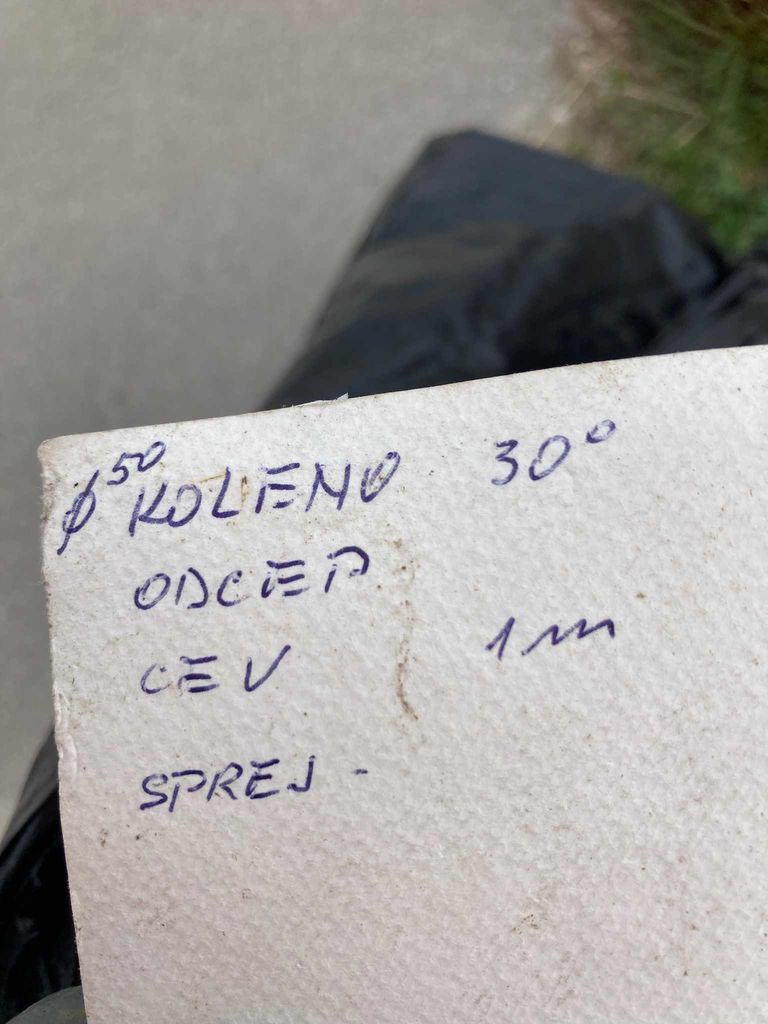 ø50 KOLENO 30°
ODCEP
CEV 1m
SPREJ -